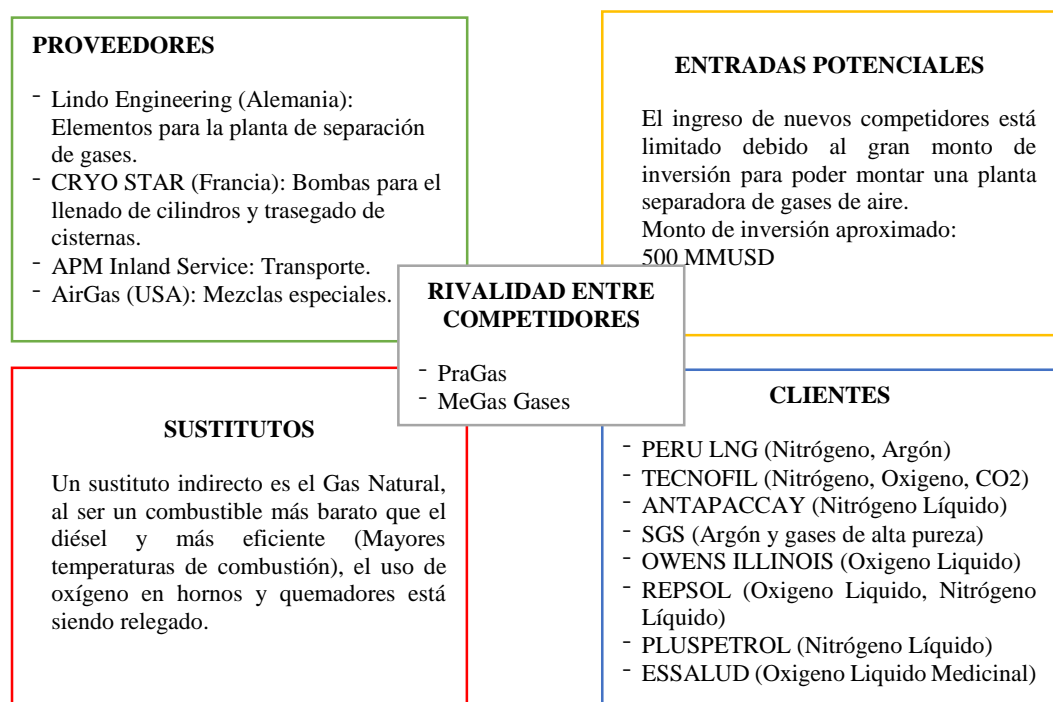 PROVEEDORES
- Lindo Engineering (Alemania):
Elementos para la planta de separación
de gases.
- CRYO STAR (Francia): Bombas para el
llenado de cilindros y trasegado de
cisternas.
- APM Inland Service: Transporte.
- AirGas (USA): Mezclas especiales.
ENTRADAS POTENCIALES
El ingreso de nuevos competidores está
limitado debido al gran monto de
inversión para poder montar una planta
separadora de gases de aire.
Monto de inversión aproximado:
500 MMUSD
RIVALIDAD ENTRE
COMPETIDORES
- PraGas
- MeGas Gases
SUSTITUTOS
Un sustituto indirecto es el Gas Natural,
al ser un combustible más barato que el
diésel y más eficiente (Mayores
temperaturas de combustión), el uso de
oxígeno en hornos y quemadores está
siendo relegado.
CLIENTES
- PERU LNG (Nitrógeno, Argón)
- TECNOFIL (Nitrógeno, Oxigeno, CO2)
- ANTAPACCAY (Nitrógeno Líquido)
- SGS (Argón y gases de alta pureza)
- OWENS ILLINOIS (Oxigeno Liquido)
- REPSOL (Oxigeno Liquido, Nitrógeno
Líquido)
- PLUSPETROL (Nitrógeno Líquido)
- ESSALUD (Oxigeno Liquido Medicinal)